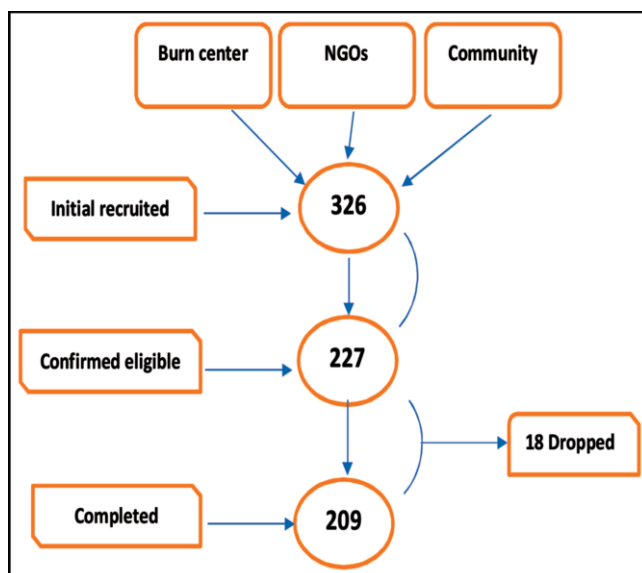 Burn center
NGOs
Community
326
Initial recruited
227
Confirmed eligible
18 Dropped
209
Completed